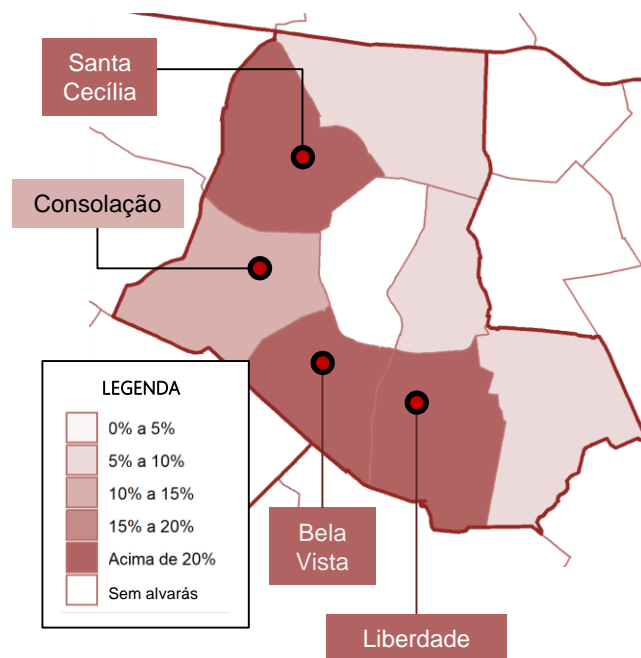 Santa
Cecília
Consolação
LEGENDA
0% a 5%
5% a 10%
10% a 15%
15% a 20%
Acima de 20%
Sem alvarás
Bela
Vista
Liberdade